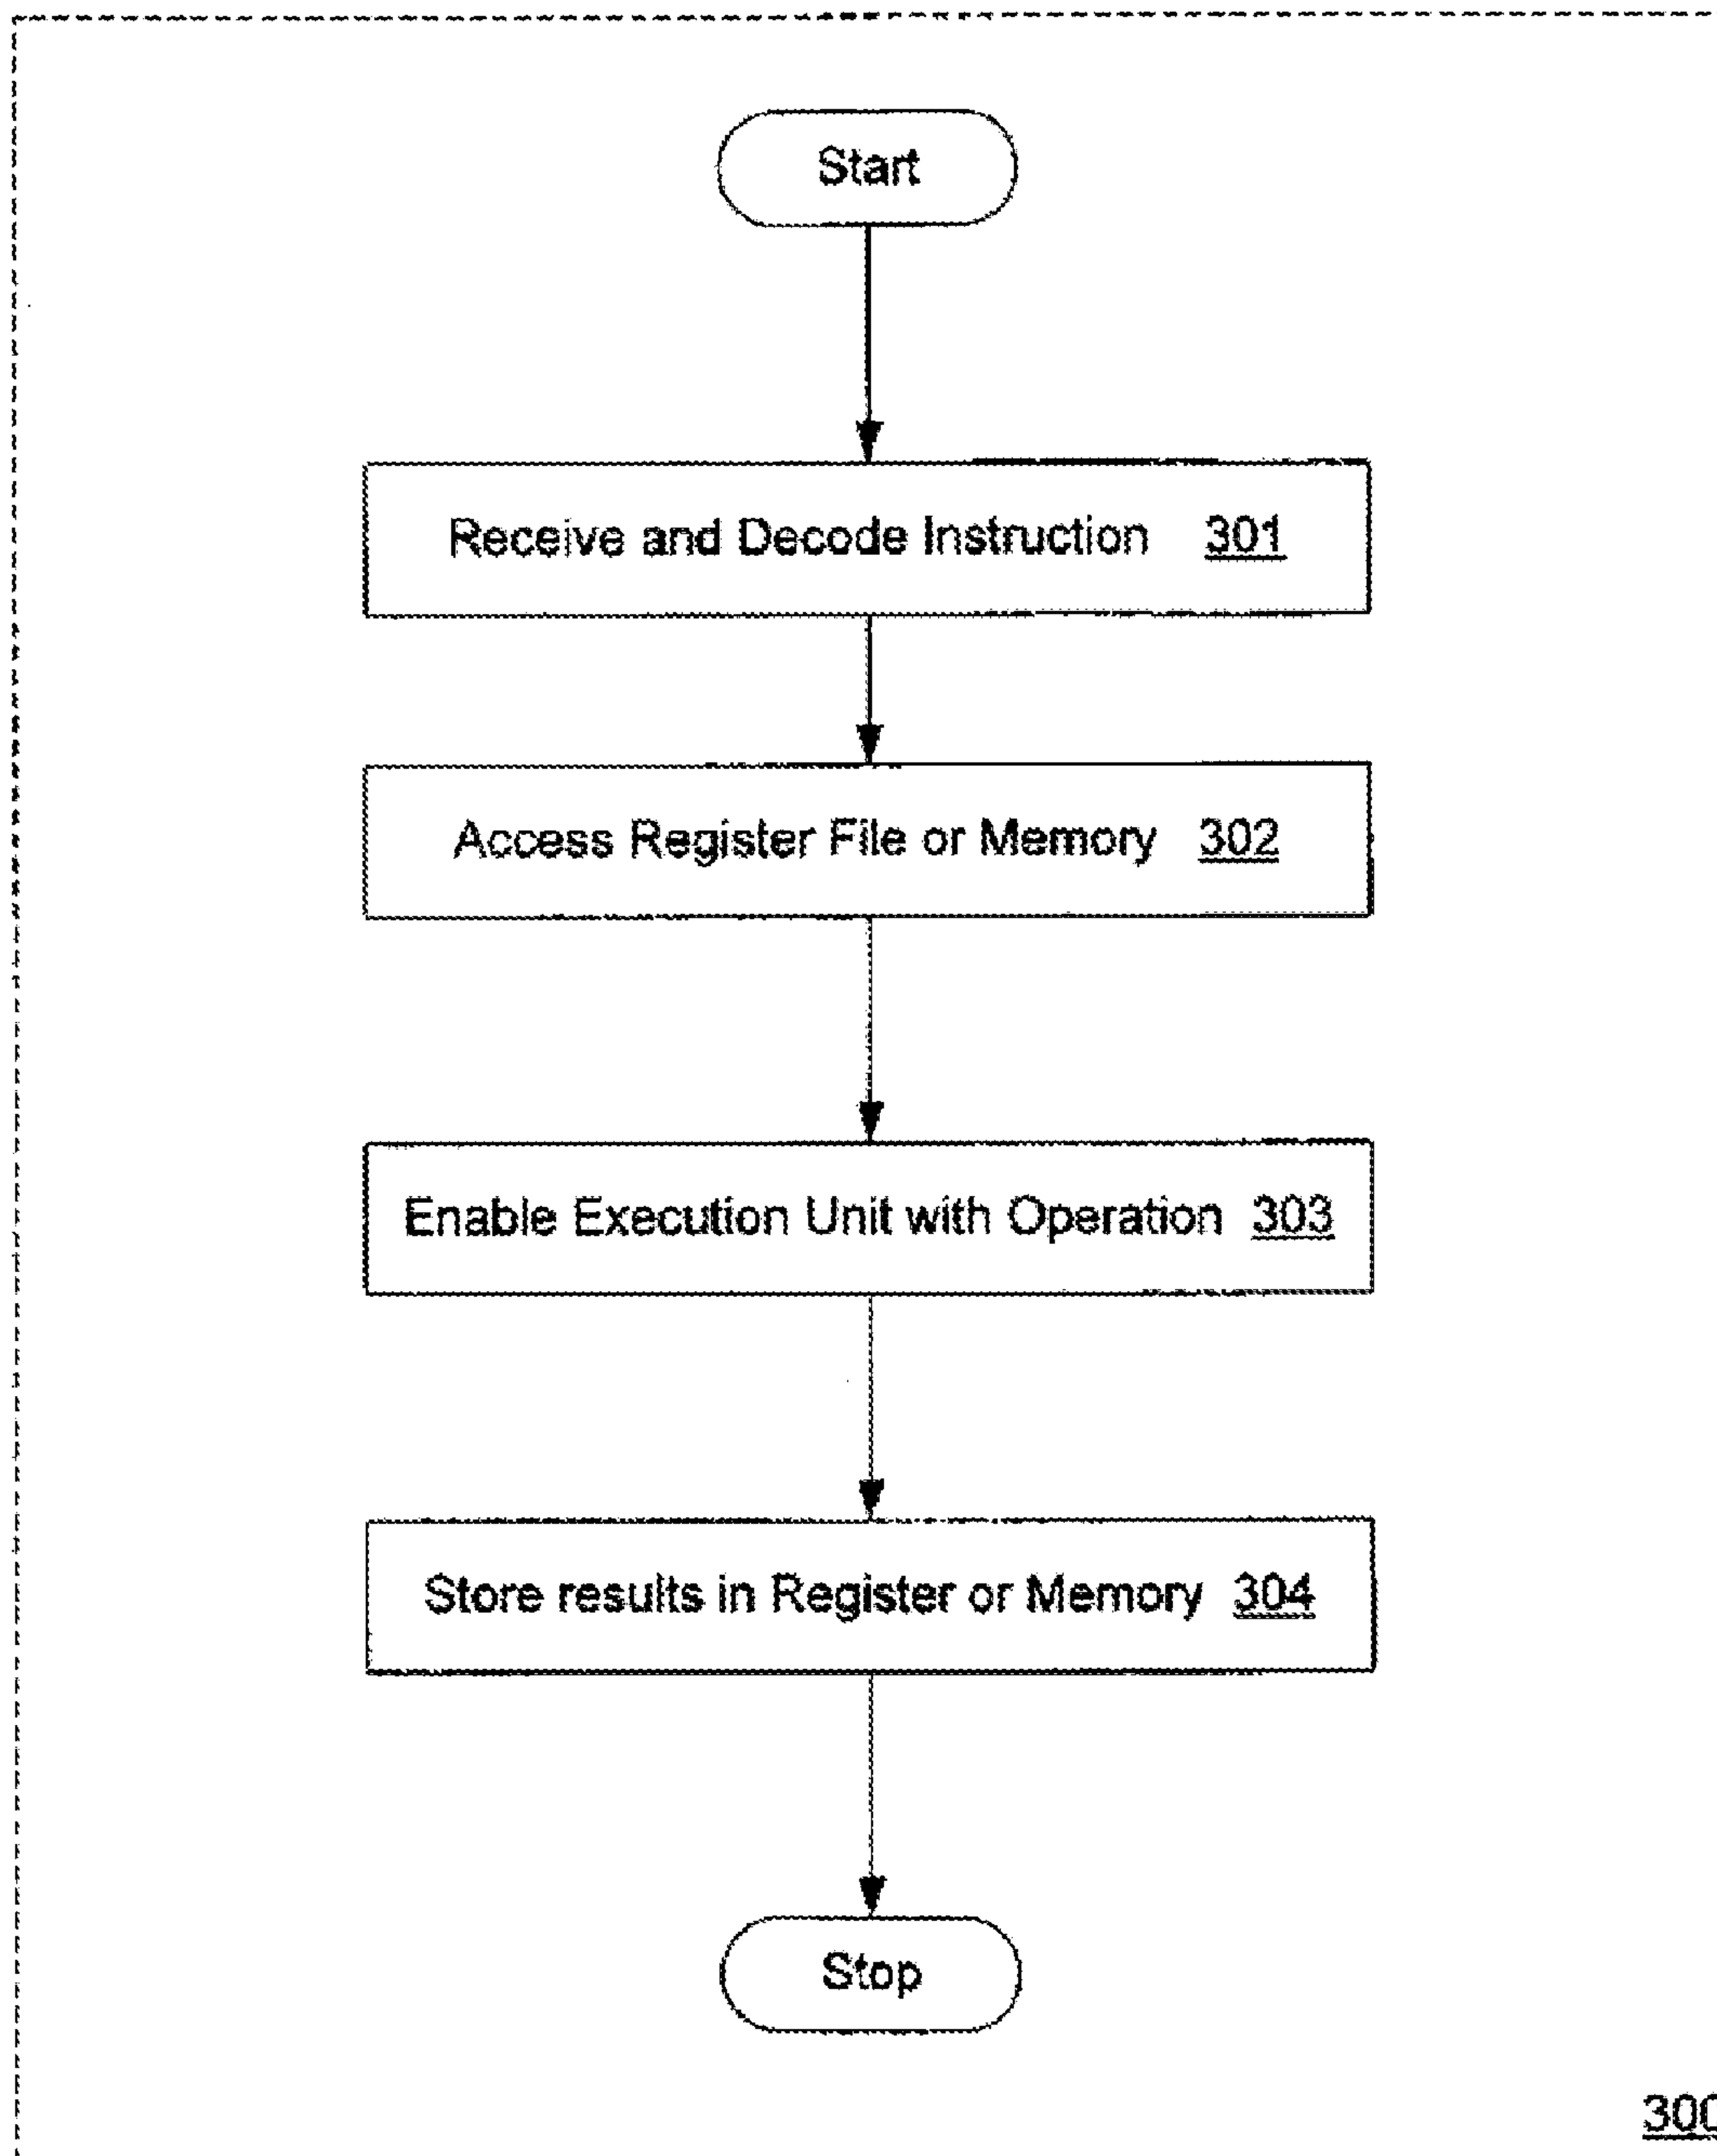 Start
Receive and Decode Instruction 301
Access Register File or Memory 302
Enable Execution Unit with Operation 303
Store results in Register or Memory 304
Stop
300